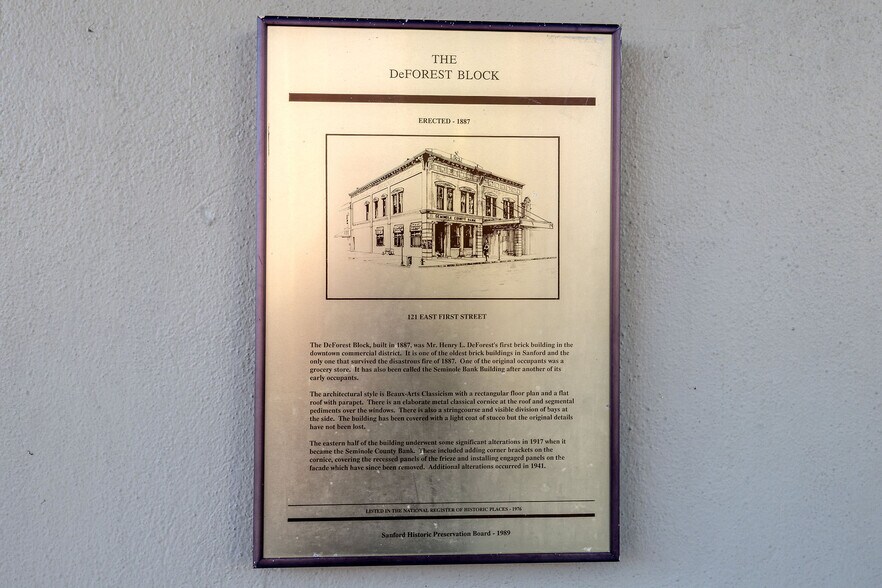 THE
DeFOREST BLOCK
ERECTED - 1887
SEMINOLE COUNTY BANK
121 EAST FIRST STREET
The DeForest Block, built in 1887, was Mr. Henry L. DeForest's first brick building in the
downtown commercial district. It is one of the oldest brick buildings in Sanford and the
only one that survived the disastrous fire of 1887. One of the original occupants was a
grocery store. It has also been called the Seminole Bank Building after another of its
early occupants.
The architectural style is Beaux-Arts Classicism with a rectangular floor plan and a flat
roof with parapet. There is an elaborate metal classical cornice at the roof and segmental
pediments over the windows. There is also a stringcourse and visible division of bays at
the side. The building has been covered with a light coat of stucco but the original details
have not been lost.
The eastern half of the building underwent some significant alterations in 1917 when it
became the Seminole County Bank. These included adding corner brackets on the
cornice, covering the recessed panels of the frieze and installing engaged panels on the
facade which have since been removed. Additional alterations occurred in 1941.
LISTED IN THE NATIONAL REGISTER OF HISTORIC PLACES - 1976
Sanford Historic Preservation Board - 1989